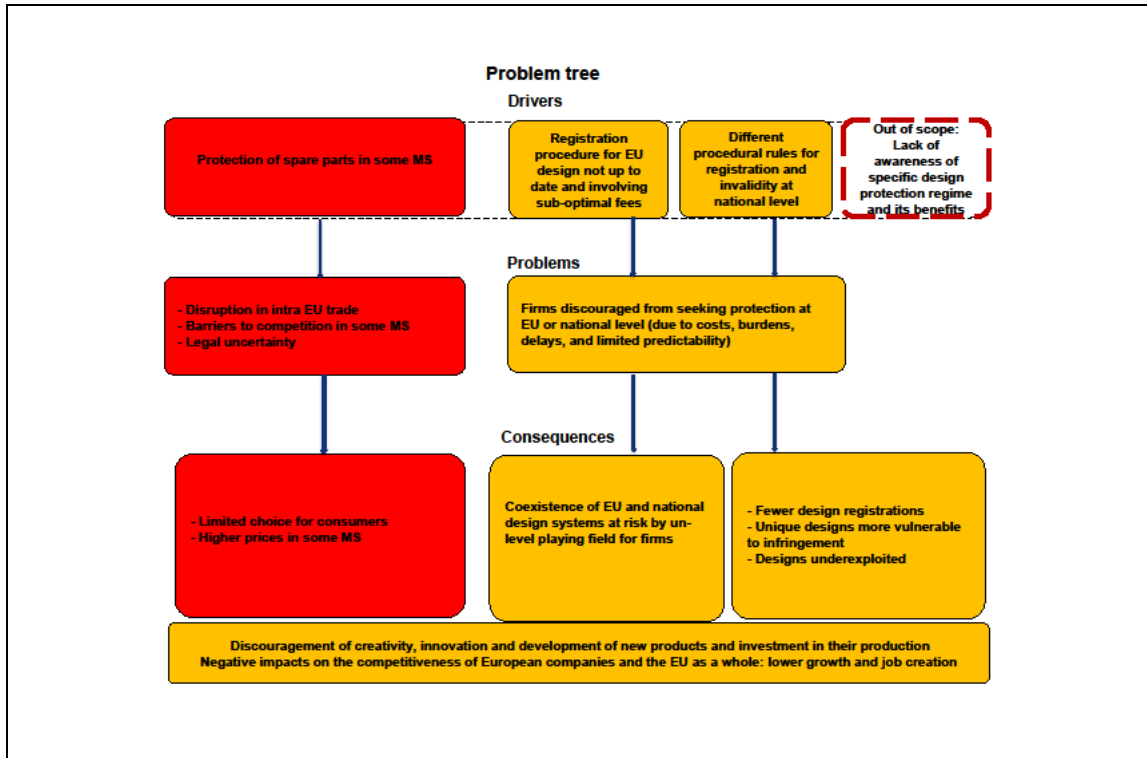 Problem tree
Drivers
Protection of spare parts in some MS
Registration
procedure for EU
design not up to
date and involving
sub-optimal fees
Different
procedural rules for
registration and
invalidity at
national level
Out of scope:
Lack of
awareness of
specific design
protection regime
and its benefits
Problems
- Disruption in intra EU trade
- Barriers to competition in some MS
- Legal uncertainty
Firms discouraged from seeking protection at
EU or national level (due to costs, burdens,
delays, and limited predictability)
Consequences
- Limited choice for consumers
- Higher prices in some MS
Coexistence of EU and national
design systems at risk by un-
level playing field for firms
- Fewer design registrations
- Unique designs more vulnerable
to infringement
- Designs underexploited
Discouragement of creativity, innovation and development of new products and investment in their production
Negative impacts on the competitiveness of European companies and the EU as a whole: lower growth and job creation